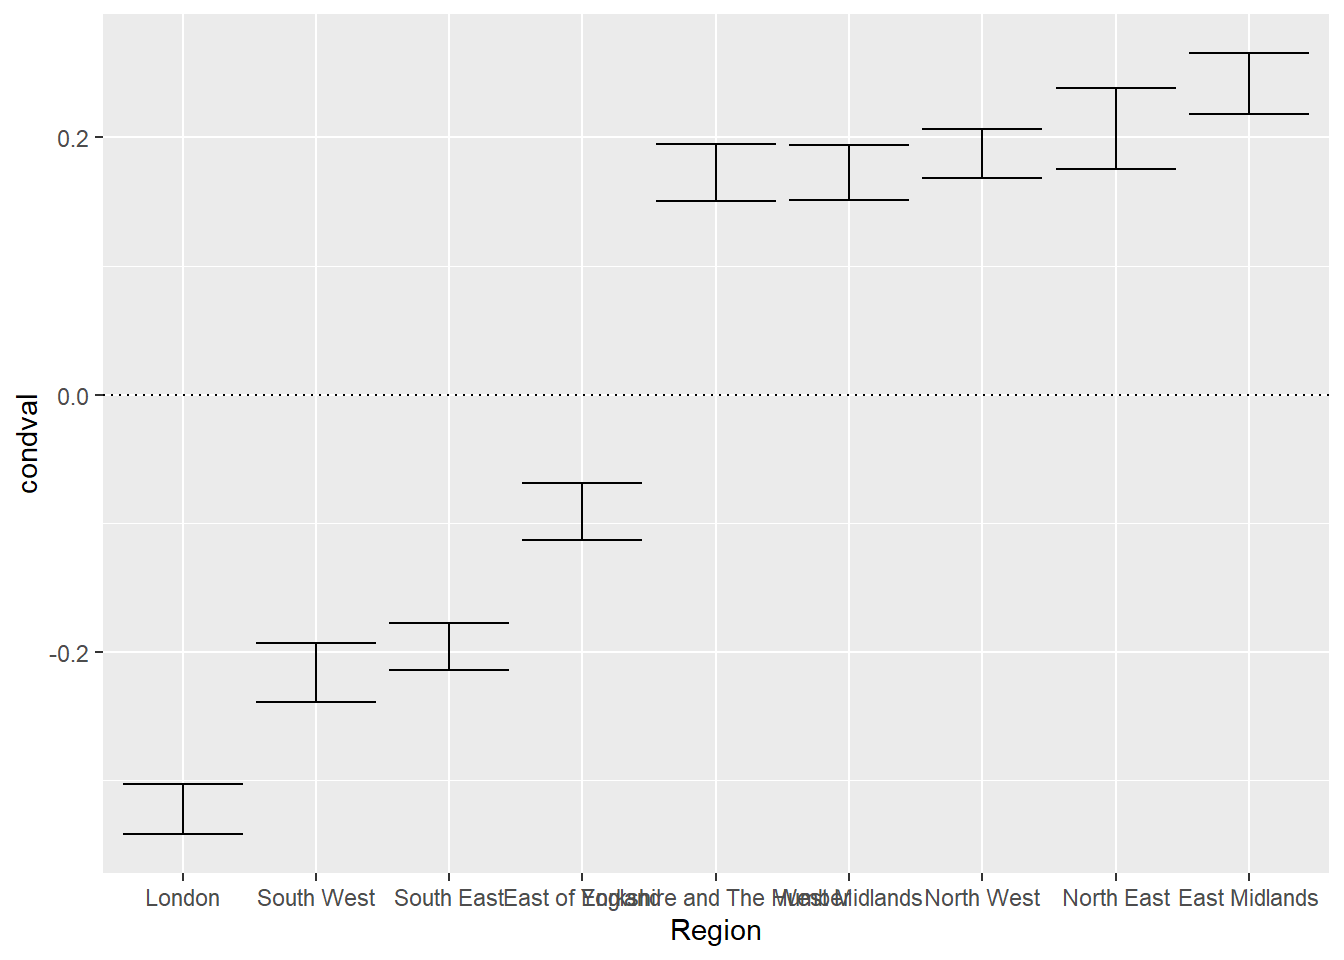 0.2
0.0
-0.2
condval
London South West South East East of England Yorkshire and The Humber West Midlands North West North East East Midlands
Region